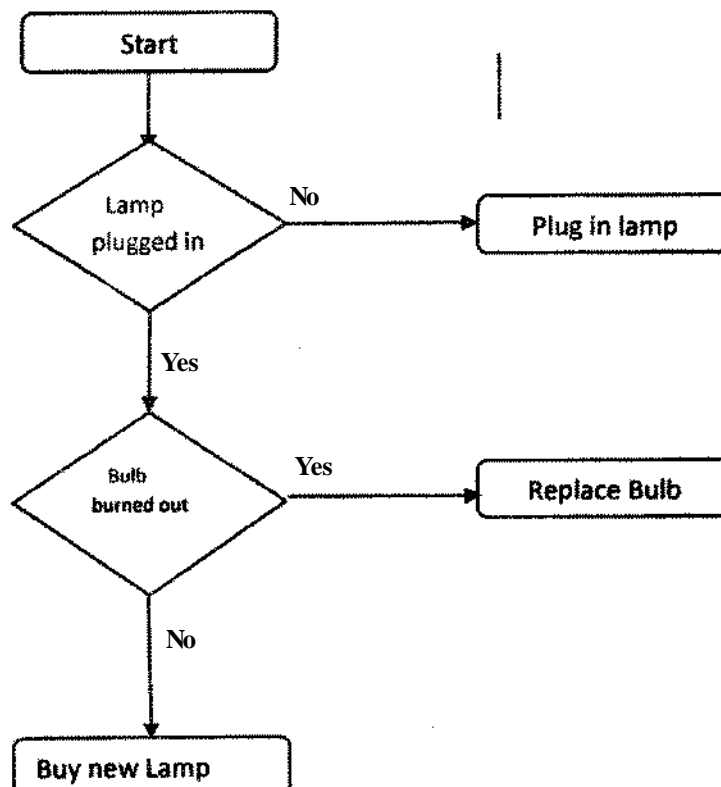 Start
Lamp
plugged in
No
Plug in lamp
Yes
Bulb
burned out
Yes
Replace Bulb
No
Buy new Lamp